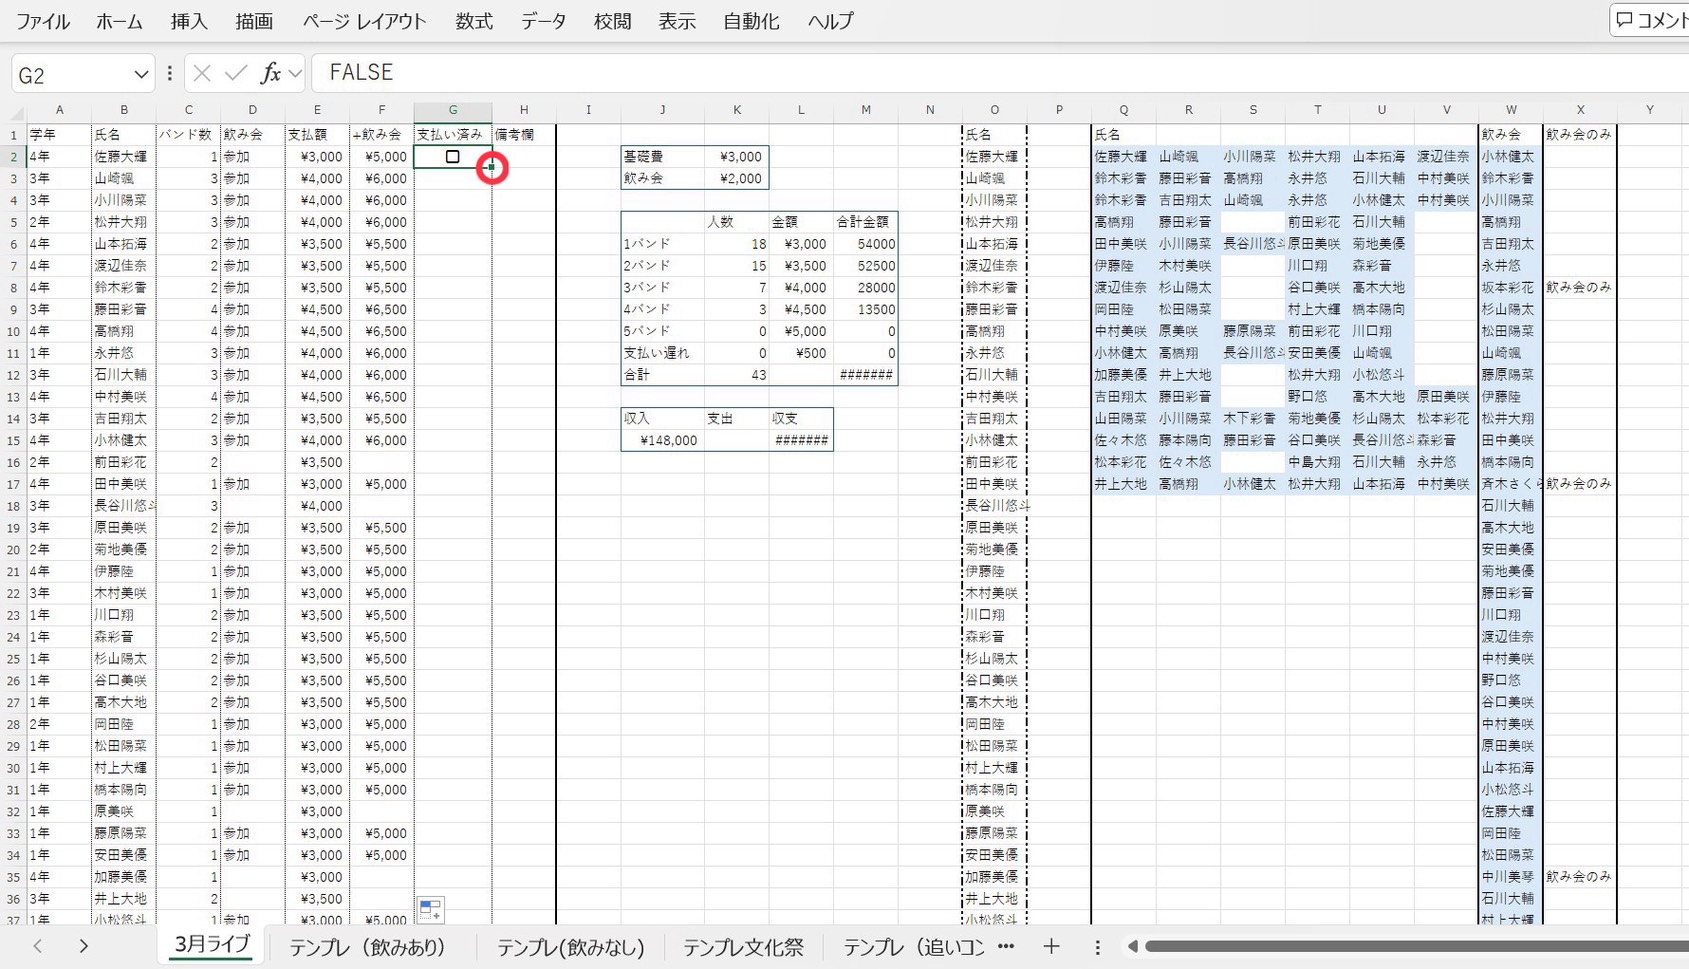 ファイル ホーム 挿入 描画 ページ レイアウト 数式 データ 校閲 表示 自動化 ヘルプ コメント
G2 fx FALSE
A B C D E F G H I J K L M N O P Q R S T U V W X Y
1 学年 氏名 バンド数 飲み会 支払額 +飲み会 支払い済み 備考欄 氏名 氏名 飲み会 飲み会のみ
2 4年 佐藤大輝 1 参加 ¥3,000 ¥5,000 基礎費 ¥3,000 佐藤大輝 佐藤大輝 山崎颯 小川陽菜 松井大翔 山本拓海 渡辺佳奈 小林健太
3 3年 山崎颯 3 参加 ¥4,000 ¥6,000 飲み会 ¥2,000 山崎颯 鈴木彩香 藤田彩音 高橋翔 永井悠 石川大輔 中村美咲 鈴木彩香
4 3年 小川陽菜 3 参加 ¥4,000 ¥6,000 小川陽菜 鈴木彩香 吉田翔太 山崎颯 永井悠 小林健太 中村美咲 小川陽菜
5 2年 松井大翔 3 参加 ¥4,000 ¥6,000 人数 金額 合計金額 松井大翔 高橋翔 藤田彩音 前田彩花 石川大輔 高橋翔
6 4年 山本拓海 2 参加 ¥3,500 ¥5,500 1バンド 18 ¥3,000 54000 山本拓海 田中美咲 小川陽菜 長谷川悠斗 原田美咲 菊地美優 吉田翔太
7 4年 渡辺佳奈 2 参加 ¥3,500 ¥5,500 2バンド 15 ¥3,500 52500 渡辺佳奈 伊藤陸 木村美咲 川口翔 森彩音 永井悠
8 4年 鈴木彩香 2 参加 ¥3,500 ¥5,500 3バンド 7 ¥4,000 28000 鈴木彩香 渡辺佳奈 杉山陽太 谷口美咲 高木大地 坂本彩花 飲み会のみ
9 3年 藤田彩音 4 参加 ¥4,500 ¥6,500 4バンド 3 ¥4,500 13500 藤田彩音 岡田陸 松田陽菜 村上大輝 橋本陽向 杉山陽太
10 4年 高橋翔 4 参加 ¥4,500 ¥6,500 5バンド 0 ¥5,000 0 高橋翔 中村美咲 原美咲 藤原陽菜 前田彩花 川口翔 松田陽菜
11 1年 永井悠 3 参加 ¥4,000 ¥6,000 支払い遅れ 0 ¥500 0 永井悠 小林健太 高橋翔 長谷川悠斗 安田美優 山崎颯 山崎颯
12 3年 石川大輔 3 参加 ¥4,000 ¥6,000 合計 43 ####### 石川大輔 加藤美優 井上大地 松井大翔 小松悠斗 藤原陽菜
13 4年 中村美咲 4 参加 ¥4,500 ¥6,500 中村美咲 吉田翔太 藤田彩音 野口悠 高木大地 原田美咲 伊藤陸
14 3年 吉田翔太 2 参加 ¥3,500 ¥5,500 収入 支出 収支 吉田翔太 山田陽菜 小川陽菜 木下彩香 菊地美優 杉山陽太 松本彩花 松井大翔
15 4年 小林健太 3 参加 ¥4,000 ¥6,000 ¥148,000 ####### 小林健太 佐々木悠 藤本陽向 藤田彩音 谷口美咲 長谷川悠斗 森彩音 田中美咲
16 2年 前田彩花 2 ¥3,500 前田彩花 松本彩花 佐々木悠 中島大翔 石川大輔 永井悠 橋本陽向
17 4年 田中美咲 1 参加 ¥3,000 ¥5,000 田中美咲 井上大地 高橋翔 小林健太 松井大翔 山本拓海 中村美咲 斉木さくら 飲み会のみ
18 3年 長谷川悠斗 3 ¥4,000 長谷川悠斗 石川大輔
19 3年 原田美咲 2 参加 ¥3,500 ¥5,500 原田美咲 高木大地
20 2年 菊地美優 2 参加 ¥3,500 ¥5,500 菊地美優 安田美優
21 4年 伊藤陸 1 参加 ¥3,000 ¥5,000 伊藤陸 菊地美優
22 3年 木村美咲 1 参加 ¥3,000 ¥5,000 木村美咲 藤田彩音
23 1年 川口翔 2 参加 ¥3,500 ¥5,500 川口翔 川口翔
24 1年 森彩音 2 参加 ¥3,500 ¥5,500 森彩音 渡辺佳奈
25 1年 杉山陽太 2 参加 ¥3,500 ¥5,500 杉山陽太 中村美咲
26 1年 谷口美咲 2 参加 ¥3,500 ¥5,500 谷口美咲 野口悠
27 1年 高木大地 2 参加 ¥3,500 ¥5,500 高木大地 谷口美咲
28 2年 岡田陸 1 参加 ¥3,000 ¥5,000 岡田陸 中村美咲
29 1年 松田陽菜 1 参加 ¥3,000 ¥5,000 松田陽菜 原田美咲
30 1年 村上大輝 1 参加 ¥3,000 ¥5,000 村上大輝 山本拓海
31 1年 橋本陽向 1 参加 ¥3,000 ¥5,000 橋本陽向 小松悠斗
32 1年 原美咲 1 ¥3,000 原美咲 佐藤大輝
33 1年 藤原陽菜 1 参加 ¥3,000 ¥5,000 藤原陽菜 岡田陸
34 1年 安田美優 1 参加 ¥3,000 ¥5,000 安田美優 松田陽菜
35 4年 加藤美優 1 ¥3,000 加藤美優 中川美琴 飲み会のみ
36 3年 井上大地 2 ¥3,500 井上大地 石川大輔
37 1年 小松悠斗 1 参加 ¥3,000 ¥5,000 小松悠斗 村上大輝
3月ライブ テンプレ（飲みあり） テンプレ(飲みなし) テンプレ文化祭 テンプレ（追いコン